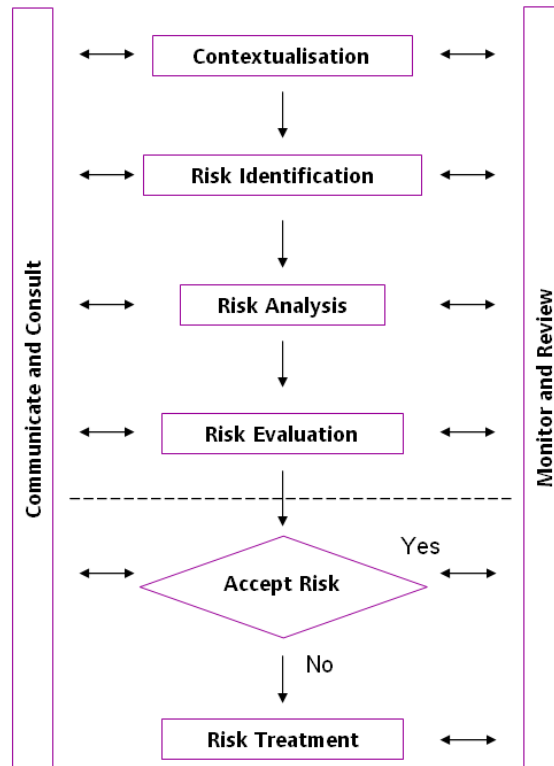 Communicate and Consult
Contextualisation
Risk Identification
Risk Analysis
Risk Evaluation
Accept Risk
Yes
No
Risk Treatment
Monitor and Review